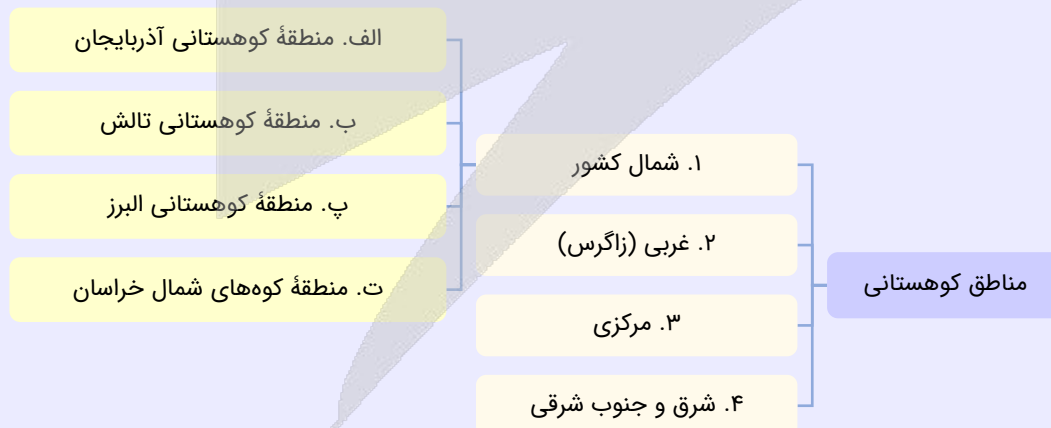 مناطق کوهستانی
۱. شمال کشور
الف. منطقهٔ کوهستانی آذربایجان
ب. منطقهٔ کوهستانی تالش
پ. منطقهٔ کوهستانی البرز
ت. منطقهٔ کوه‌های شمال خراسان
۲. غربی (زاگرس)
۳. مرکزی
۴. شرق و جنوب شرقی